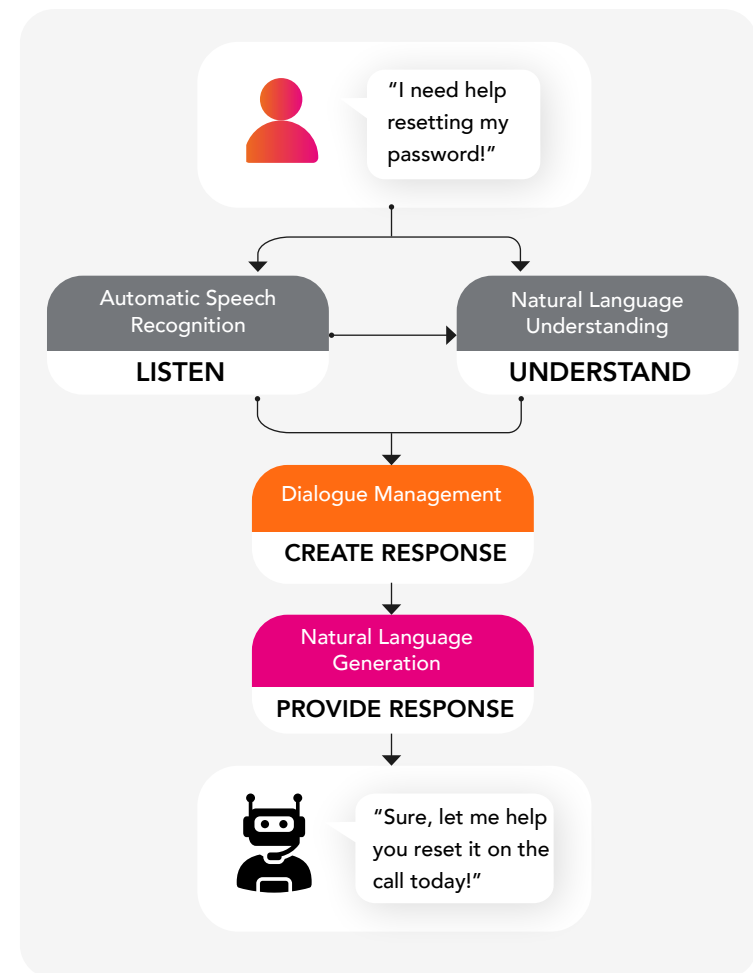 “I need help
resetting my
password!”
Automatic Speech
Recognition
LISTEN
Natural Language
Understanding
UNDERSTAND
Dialogue Management
CREATE RESPONSE
Natural Language
Generation
PROVIDE RESPONSE
“Sure, let me help
you reset it on the
call today!”